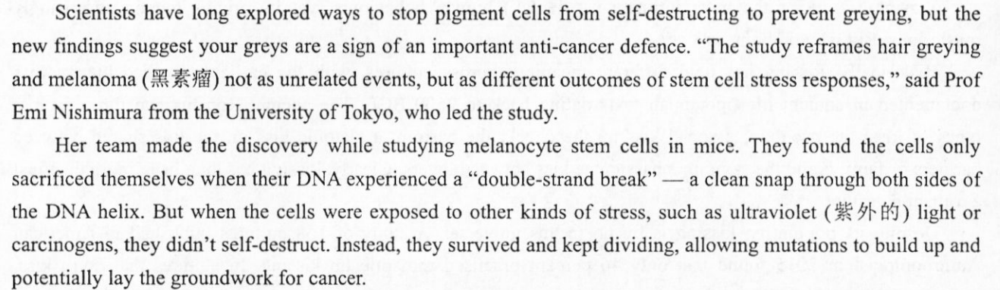 Scientists have long explored ways to stop pigment cells from self-destructing to prevent greying, but the
new findings suggest your greys are a sign of an important anti-cancer defence. “The study reframes hair greying
and melanoma (黑素瘤) not as unrelated events, but as different outcomes of stem cell stress responses,” said Prof
Emi Nishimura from the University of Tokyo, who led the study.
Her team made the discovery while studying melanocyte stem cells in mice. They found the cells only
sacrificed themselves when their DNA experienced a “double-strand break” — a clean snap through both sides of
the DNA helix. But when the cells were exposed to other kinds of stress, such as ultraviolet (紫外的) light or
carcinogens, they didn’t self-destruct. Instead, they survived and kept dividing, allowing mutations to build up and
potentially lay the groundwork for cancer.